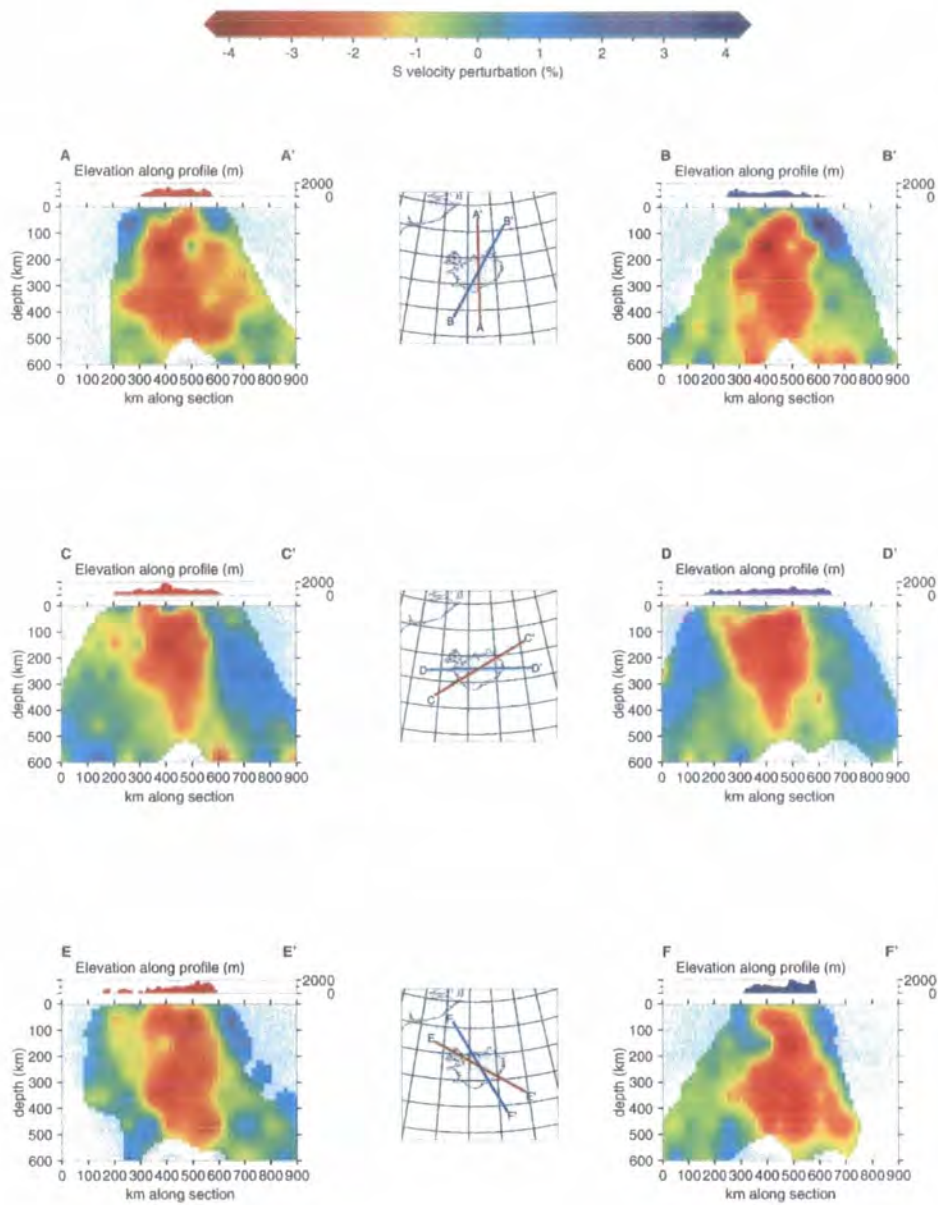 -4 -3 -2 -1 0 1 2 3 4
S velocity perturbation (%)
A A'
Elevation along profile (m)
2000
0
0
100
200
300
400
500
600
depth (km)
0 100 200 300 400 500 600 700 800 900
km along section
A'
B'
B
A
B B'
Elevation along profile (m)
2000
0
0
100
200
300
400
500
600
depth (km)
0 100 200 300 400 500 600 700 800 900
km along section
C C'
Elevation along profile (m)
2000
0
0
100
200
300
400
500
600
depth (km)
0 100 200 300 400 500 600 700 800 900
km along section
C'
D D'
C
D D'
Elevation along profile (m)
2000
0
0
100
200
300
400
500
600
depth (km)
0 100 200 300 400 500 600 700 800 900
km along section
E E'
Elevation along profile (m)
2000
0
0
100
200
300
400
500
600
depth (km)
0 100 200 300 400 500 600 700 800 900
km along section
F
E
E'
F'
F F'
Elevation along profile (m)
2000
0
0
100
200
300
400
500
600
depth (km)
0 100 200 300 400 500 600 700 800 900
km along section